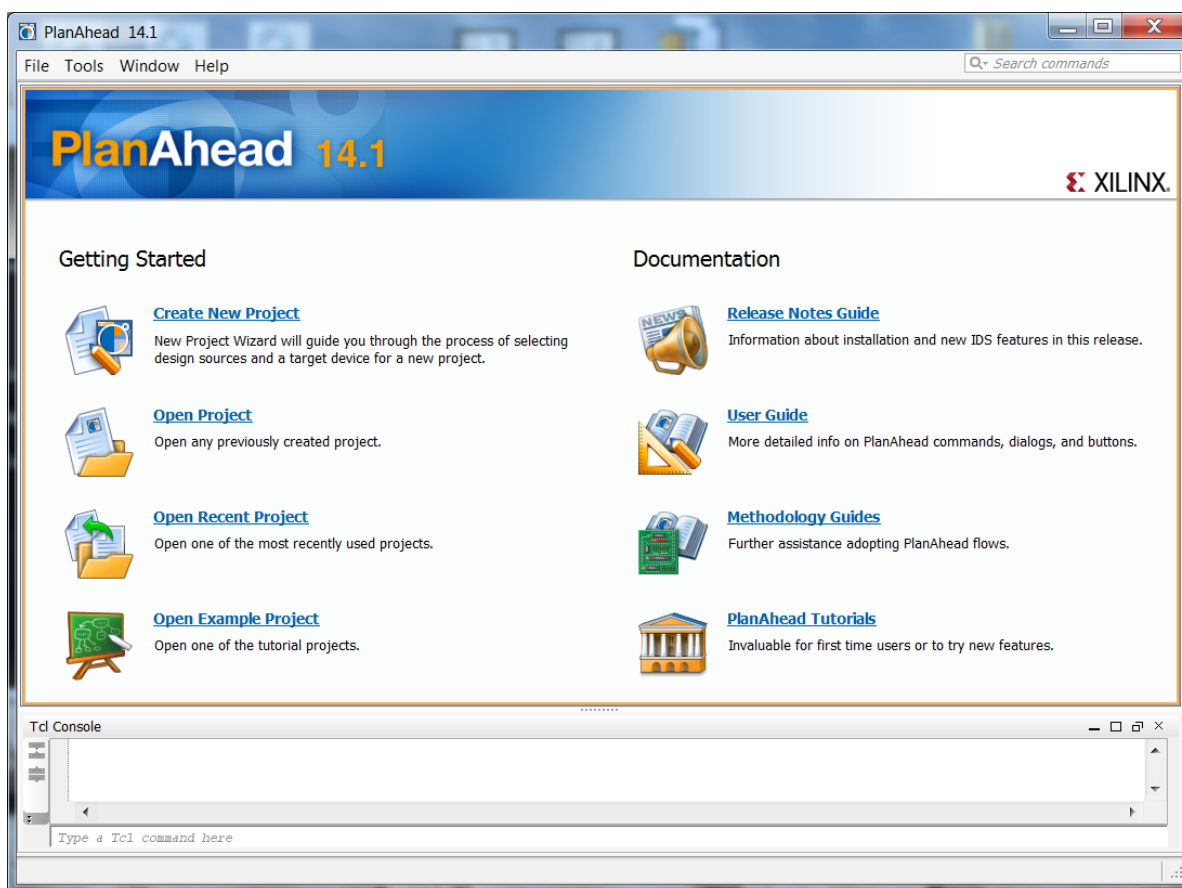 PlanAhead 14.1
File Tools Window Help
Search commands
PlanAhead 14.1
XILINX.
Getting Started
Create New Project
New Project Wizard will guide you through the process of selecting
design sources and a target device for a new project.
Open Project
Open any previously created project.
Open Recent Project
Open one of the most recently used projects.
Open Example Project
Open one of the tutorial projects.
Documentation
Release Notes Guide
Information about installation and new IDS features in this release.
User Guide
More detailed info on PlanAhead commands, dialogs, and buttons.
Methodology Guides
Further assistance adopting PlanAhead flows.
PlanAhead Tutorials
Invaluable for first time users or to try new features.
Tcl Console
Type a Tcl command here